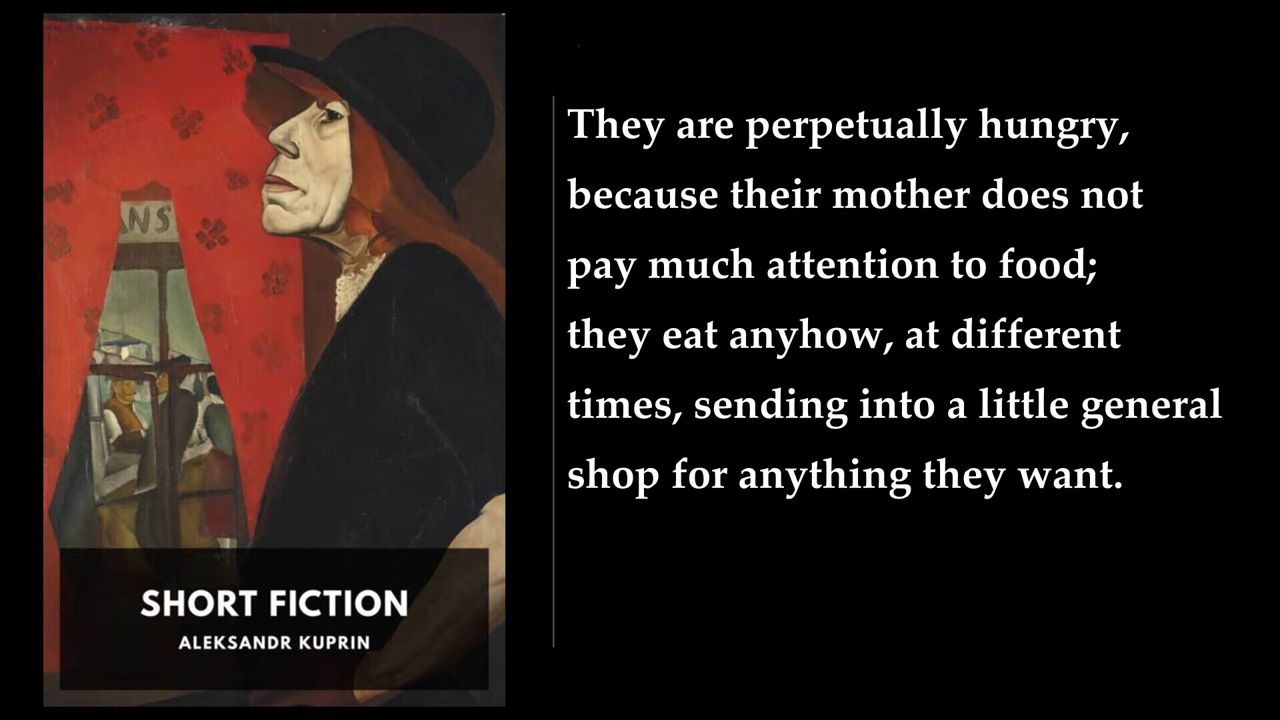 ANS
SHORT FICTION
ALEKSANDR KUPRIN
They are perpetually hungry,
because their mother does not
pay much attention to food;
they eat anyhow, at different
times, sending into a little general
shop for anything they want.